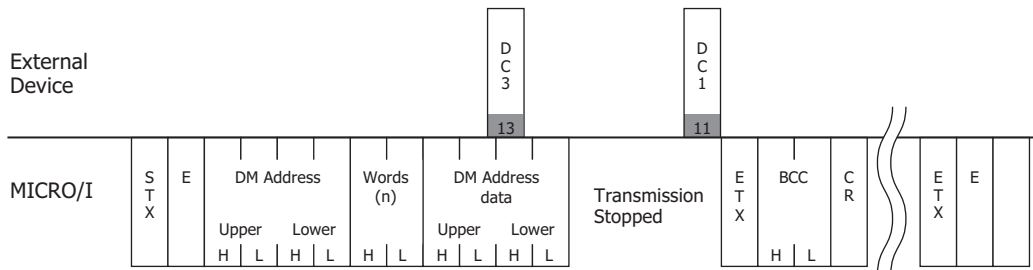 External
Device
D
C
3
13
D
C
1
11
MICRO/I
S
T
X
E
DM Address
Upper Lower
H L H L
Words
(n)
H L
DM Address
data
Upper Lower
H L H L
Transmission
Stopped
E
T
X
BCC
H L
C
R
E
T
X
E